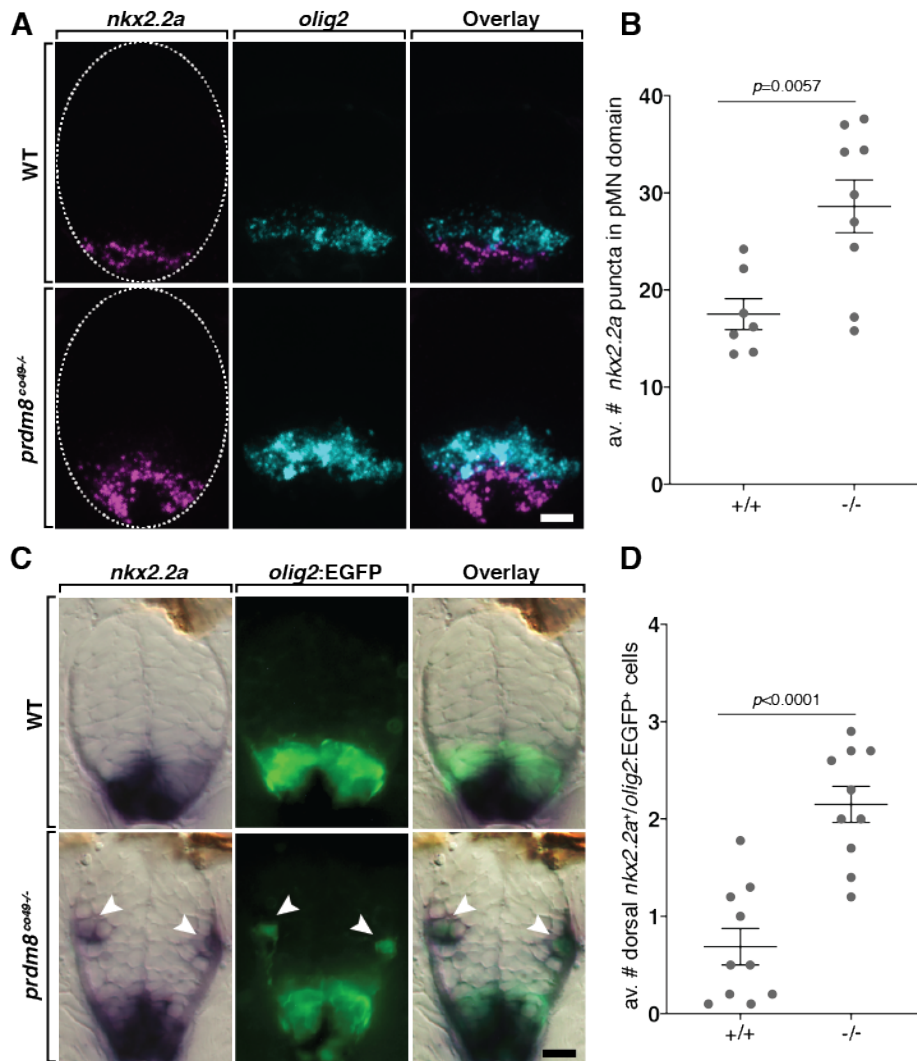 A
nkx2.2a
olig2
Overlay
WT
prdm8co49-/-
B
p=0.0057
av. # nkx2.2a puncta in pMN domain
40
30
20
10
0
+/+
-/-
C
nkx2.2a
olig2:EGFP
Overlay
WT
prdm8co49-/-
D
p<0.0001
av. # dorsal nkx2.2a+/olig2:EGFP+ cells
4
3
2
1
0
+/+
-/-